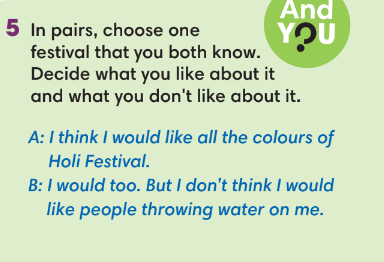 And
Y?U
5 In pairs, choose one
festival that you both know.
Decide what you like about it
and what you don't like about it.
A: I think I would like all the colours of
Holi Festival.
B: I would too. But I don't think I would
like people throwing water on me.